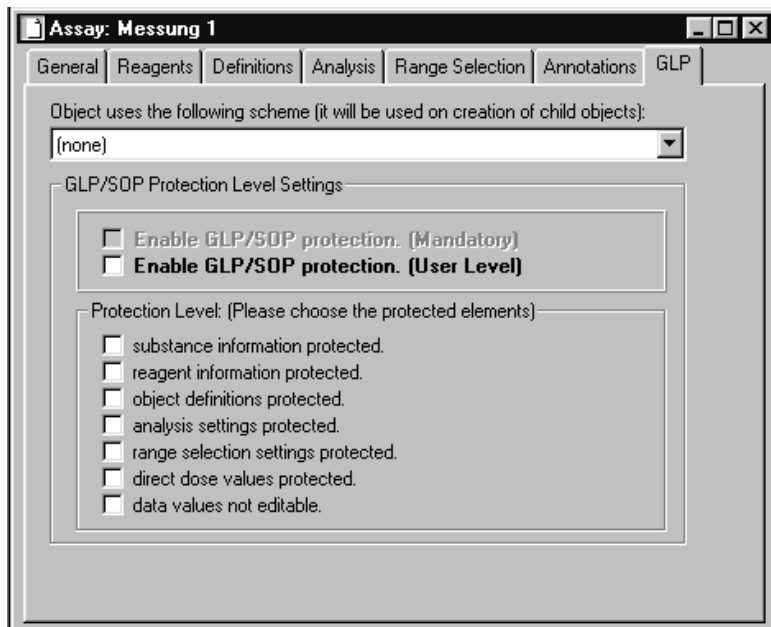 Assay: Messung 1
General Reagents Definitions Analysis Range Selection Annotations GLP
Object uses the following scheme (it will be used on creation of child objects):
(none)
GLP/SOP Protection Level Settings
Enable GLP/SOP protection. (Mandatory)
Enable GLP/SOP protection. (User Level)
Protection Level: (Please choose the protected elements)
substance information protected.
reagent information protected.
object definitions protected.
analysis settings protected.
range selection settings protected.
direct dose values protected.
data values not editable.